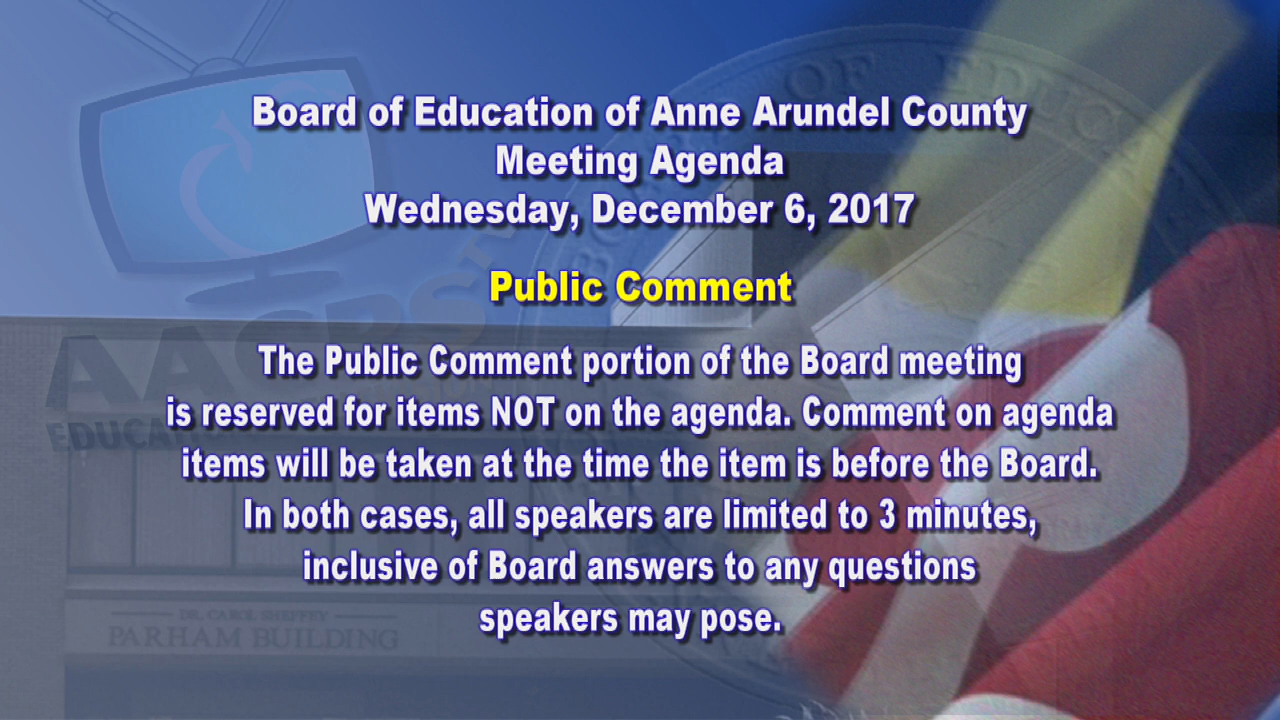 Board of Education of Anne Arundel County
Meeting Agenda
Wednesday, December 6, 2017
Public Comment
The Public Comment portion of the Board meeting
is reserved for items NOT on the agenda. Comment on agenda
items will be taken at the time the item is before the Board.
In both cases, all speakers are limited to 3 minutes,
inclusive of Board answers to any questions
speakers may pose.
DR. CAROL SHEFFEY
PARHAM BUILDING